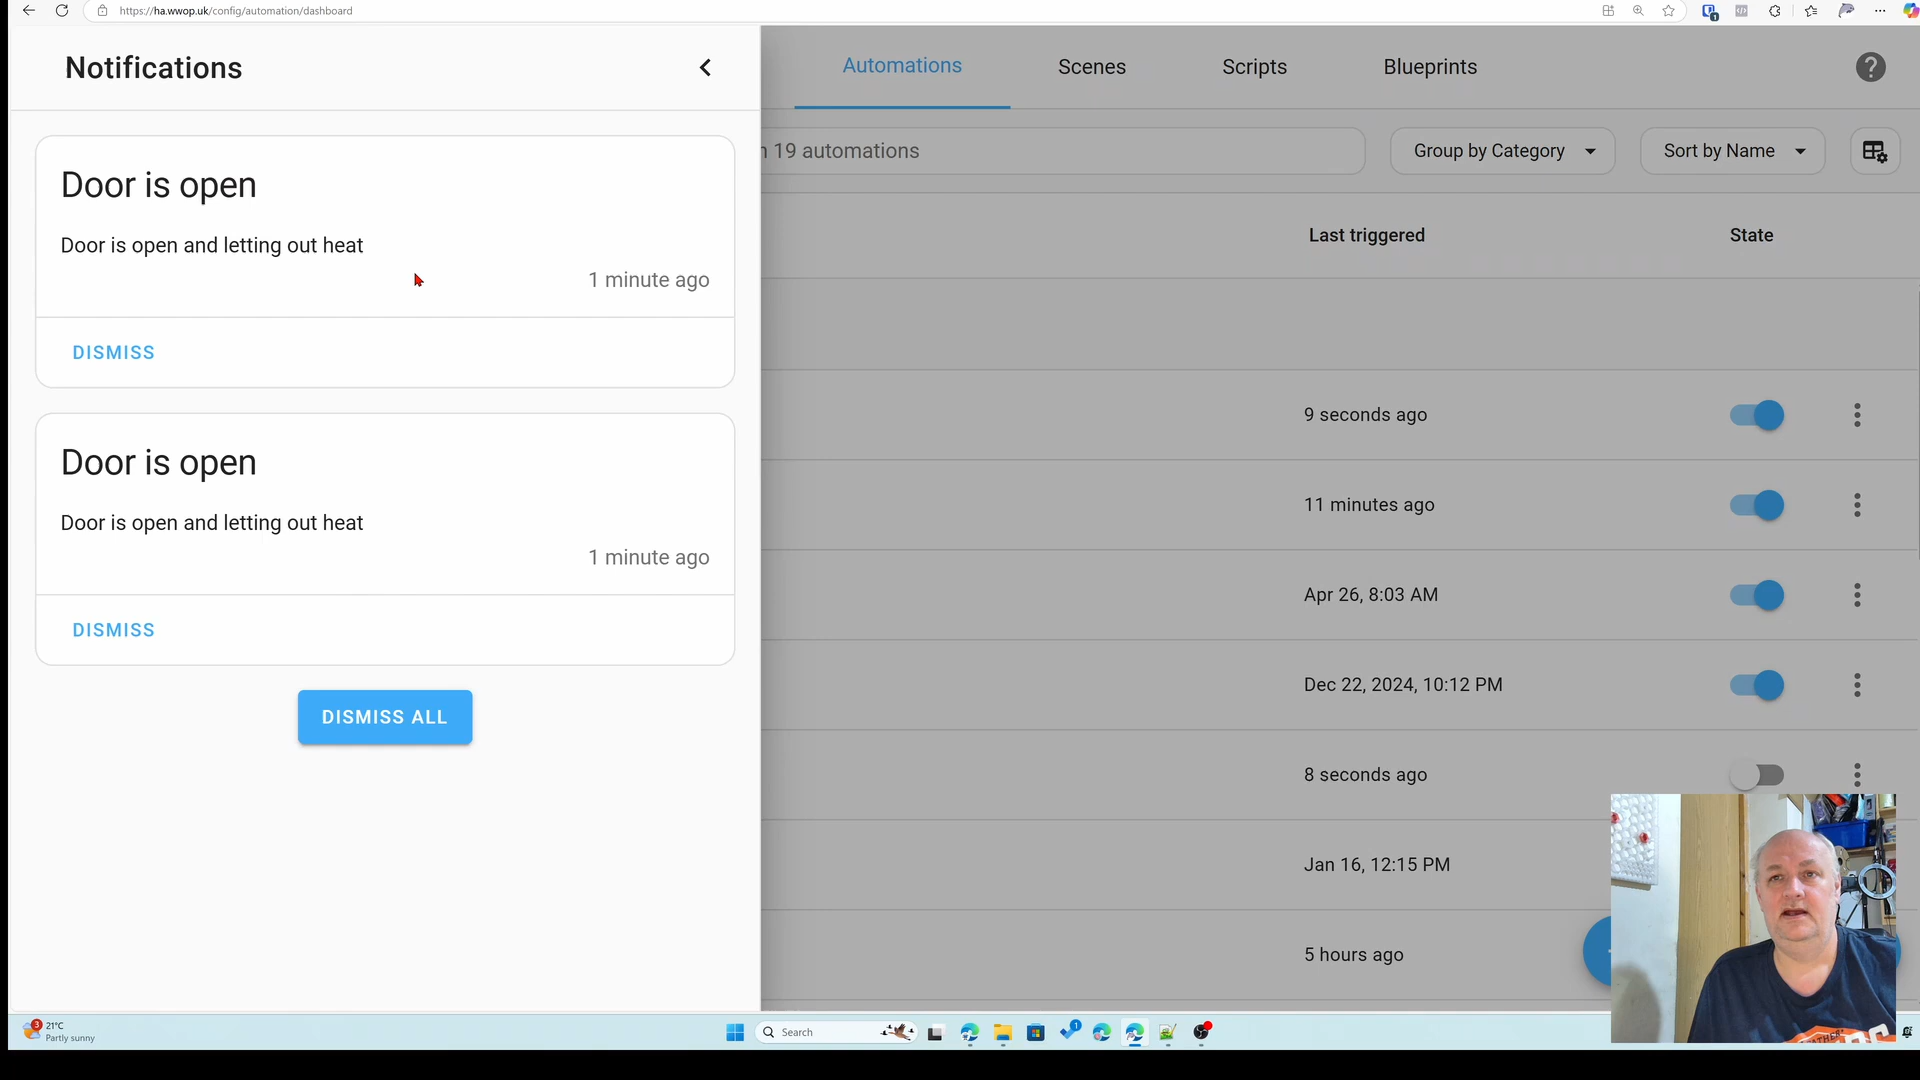 https://ha.wwop.uk/config/automation/dashboard
Notifications
Automations
Scenes
Scripts
Blueprints
19 automations
Group by Category
Sort by Name
Door is open
Door is open and letting out heat
1 minute ago
DISMISS
Door is open
Door is open and letting out heat
1 minute ago
DISMISS
DISMISS ALL
Last triggered
State
9 seconds ago
11 minutes ago
Apr 26, 8:03 AM
Dec 22, 2024, 10:12 PM
8 seconds ago
Jan 16, 12:15 PM
5 hours ago
3
21°C
Partly sunny
Search
1
1